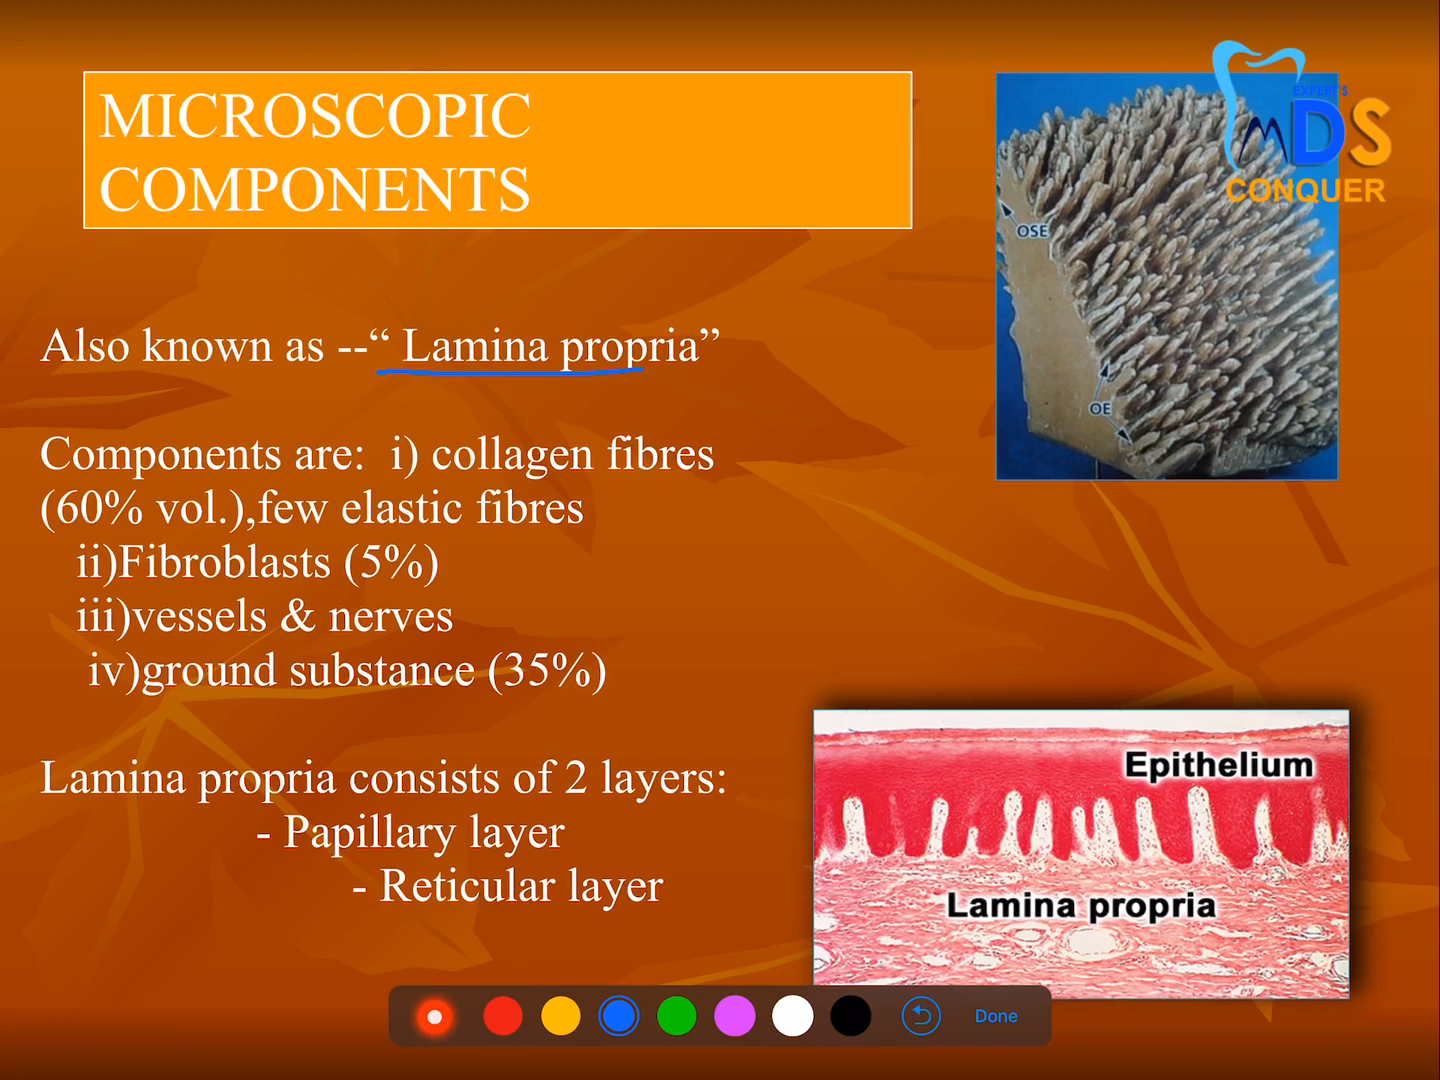 MICROSCOPIC
COMPONENTS
EXPERT'S
MDS
CONQUER
OSE
OE
Also known as --“ Lamina propria”
Components are:  i) collagen fibres
(60% vol.),few elastic fibres
ii)Fibroblasts (5%)
iii)vessels & nerves
iv)ground substance (35%)
Lamina propria consists of 2 layers:
- Papillary layer
- Reticular layer
Epithelium
Lamina propria
Done